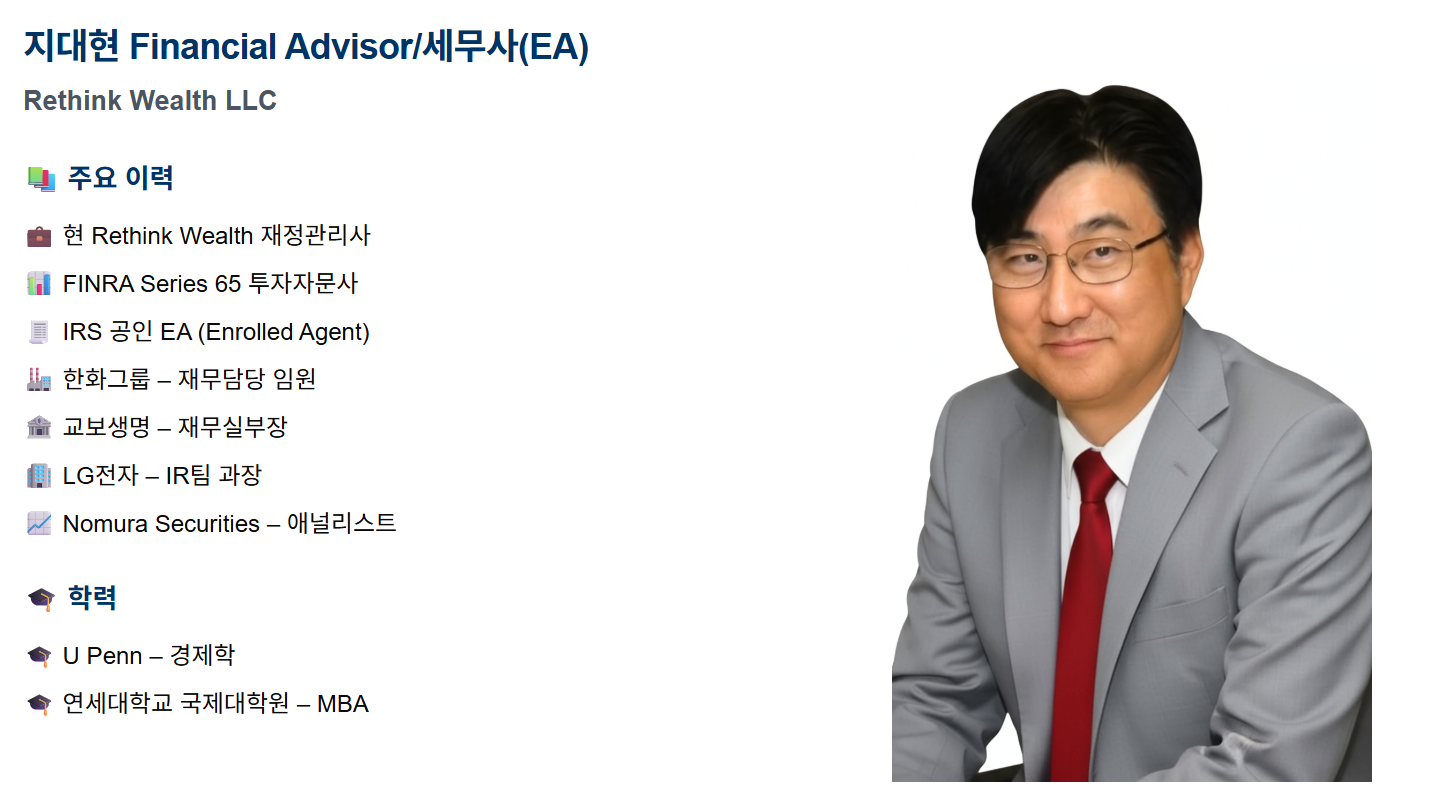 지대현 Financial Advisor/세무사(EA)
Rethink Wealth LLC
주요 이력
현 Rethink Wealth 재정관리사
FINRA Series 65 투자자문사
IRS 공인 EA (Enrolled Agent)
한화그룹 – 재무담당 임원
교보생명 – 재무실부장
LG전자 – IR팀 과장
Nomura Securities – 애널리스트
학력
U Penn – 경제학
연세대학교 국제대학원 – MBA